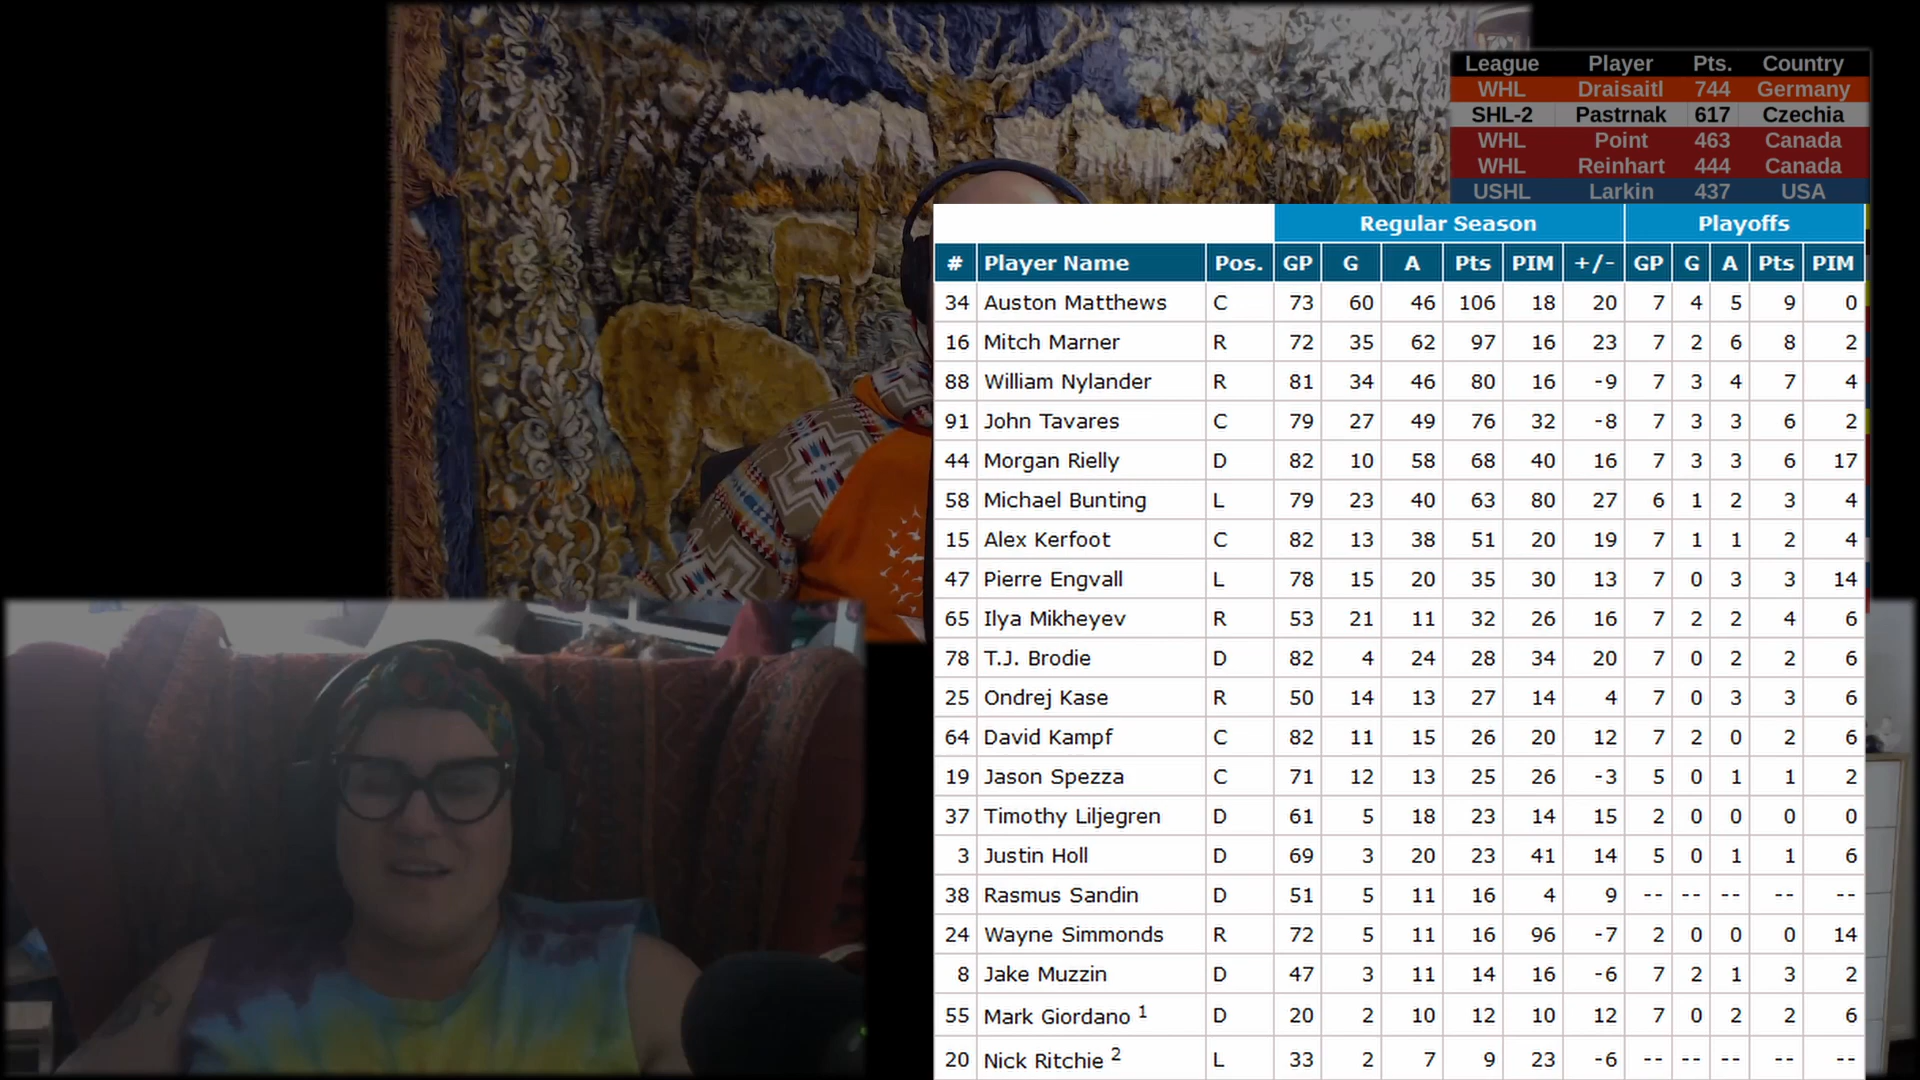 League Player Pts. Country
WHL Draisaitl 744 Germany
SHL-2 Pastrnak 617 Czechia
WHL Point 463 Canada
WHL Reinhart 444 Canada
USHL Larkin 437 USA
Regular Season Playoffs
# Player Name Pos. GP G A Pts PIM +/- GP G A Pts PIM
34 Auston Matthews C 73 60 46 106 18 20 7 4 5 9 0
16 Mitch Marner R 72 35 62 97 16 23 7 2 6 8 2
88 William Nylander R 81 34 46 80 16 -9 7 3 4 7 4
91 John Tavares C 79 27 49 76 32 -8 7 3 3 6 2
44 Morgan Rielly D 82 10 58 68 40 16 7 3 3 6 17
58 Michael Bunting L 79 23 40 63 80 27 6 1 2 3 4
15 Alex Kerfoot C 82 13 38 51 20 19 7 1 1 2 4
47 Pierre Engvall L 78 15 20 35 30 13 7 0 3 3 14
65 Ilya Mikheyev R 53 21 11 32 26 16 7 2 2 4 6
78 T.J. Brodie D 82 4 24 28 34 20 7 0 2 2 6
25 Ondrej Kase R 50 14 13 27 14 4 7 0 3 3 6
64 David Kampf C 82 11 15 26 20 12 7 2 0 2 6
19 Jason Spezza C 71 12 13 25 26 -3 5 0 1 1 2
37 Timothy Liljegren D 61 5 18 23 14 15 2 0 0 0 0
3 Justin Holl D 69 3 20 23 41 14 5 0 1 1 6
38 Rasmus Sandin D 51 5 11 16 4 9 -- -- -- -- --
24 Wayne Simmonds R 72 5 11 16 96 -7 2 0 0 0 14
8 Jake Muzzin D 47 3 11 14 16 -6 7 2 1 3 2
55 Mark Giordano 1 D 20 2 10 12 10 12 7 0 2 2 6
20 Nick Ritchie 2 L 33 2 7 9 23 -6 -- -- -- -- --